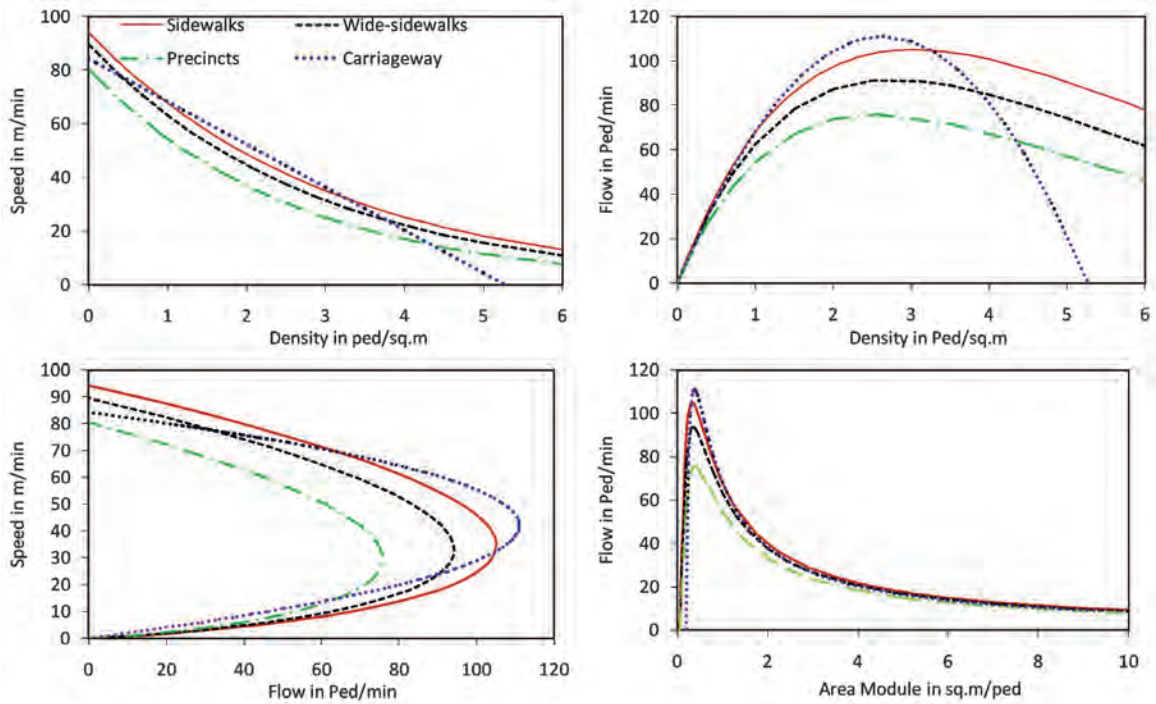 Sidewalks
Wide-sidewalks
Precincts
Carriageway
100
80
60
40
20
0
Speed in m/min
0 1 2 3 4 5 6
Density in ped/sq.m
120
100
80
60
40
20
0
Flow in Ped/min
0 1 2 3 4 5 6
Density in Ped/sq.m
100
90
80
70
60
50
40
30
20
10
0
Speed in m/min
0 20 40 60 80 100 120
Flow in Ped/min
120
100
80
60
40
20
0
Flow in Ped/min
0 2 4 6 8 10
Area Module in sq.m/ped